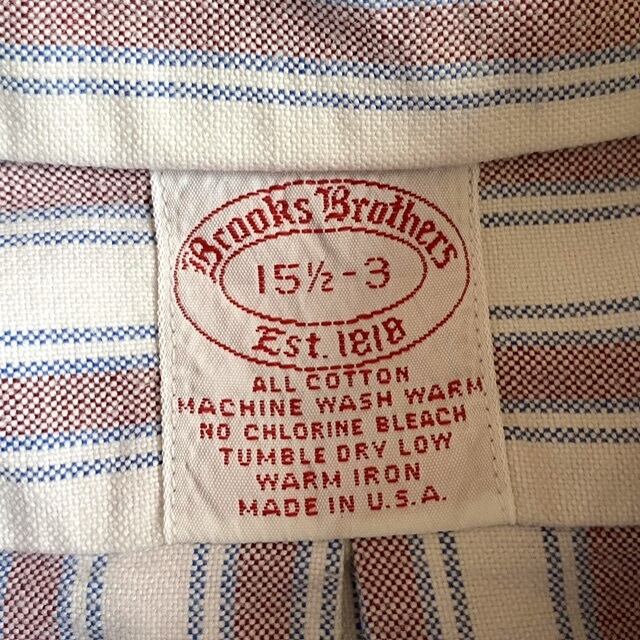 Brooks Brothers
15½-3
Est. 1818
ALL COTTON
MACHINE WASH WARM
NO CHLORINE BLEACH
TUMBLE DRY LOW
WARM IRON
MADE IN U.S.A.